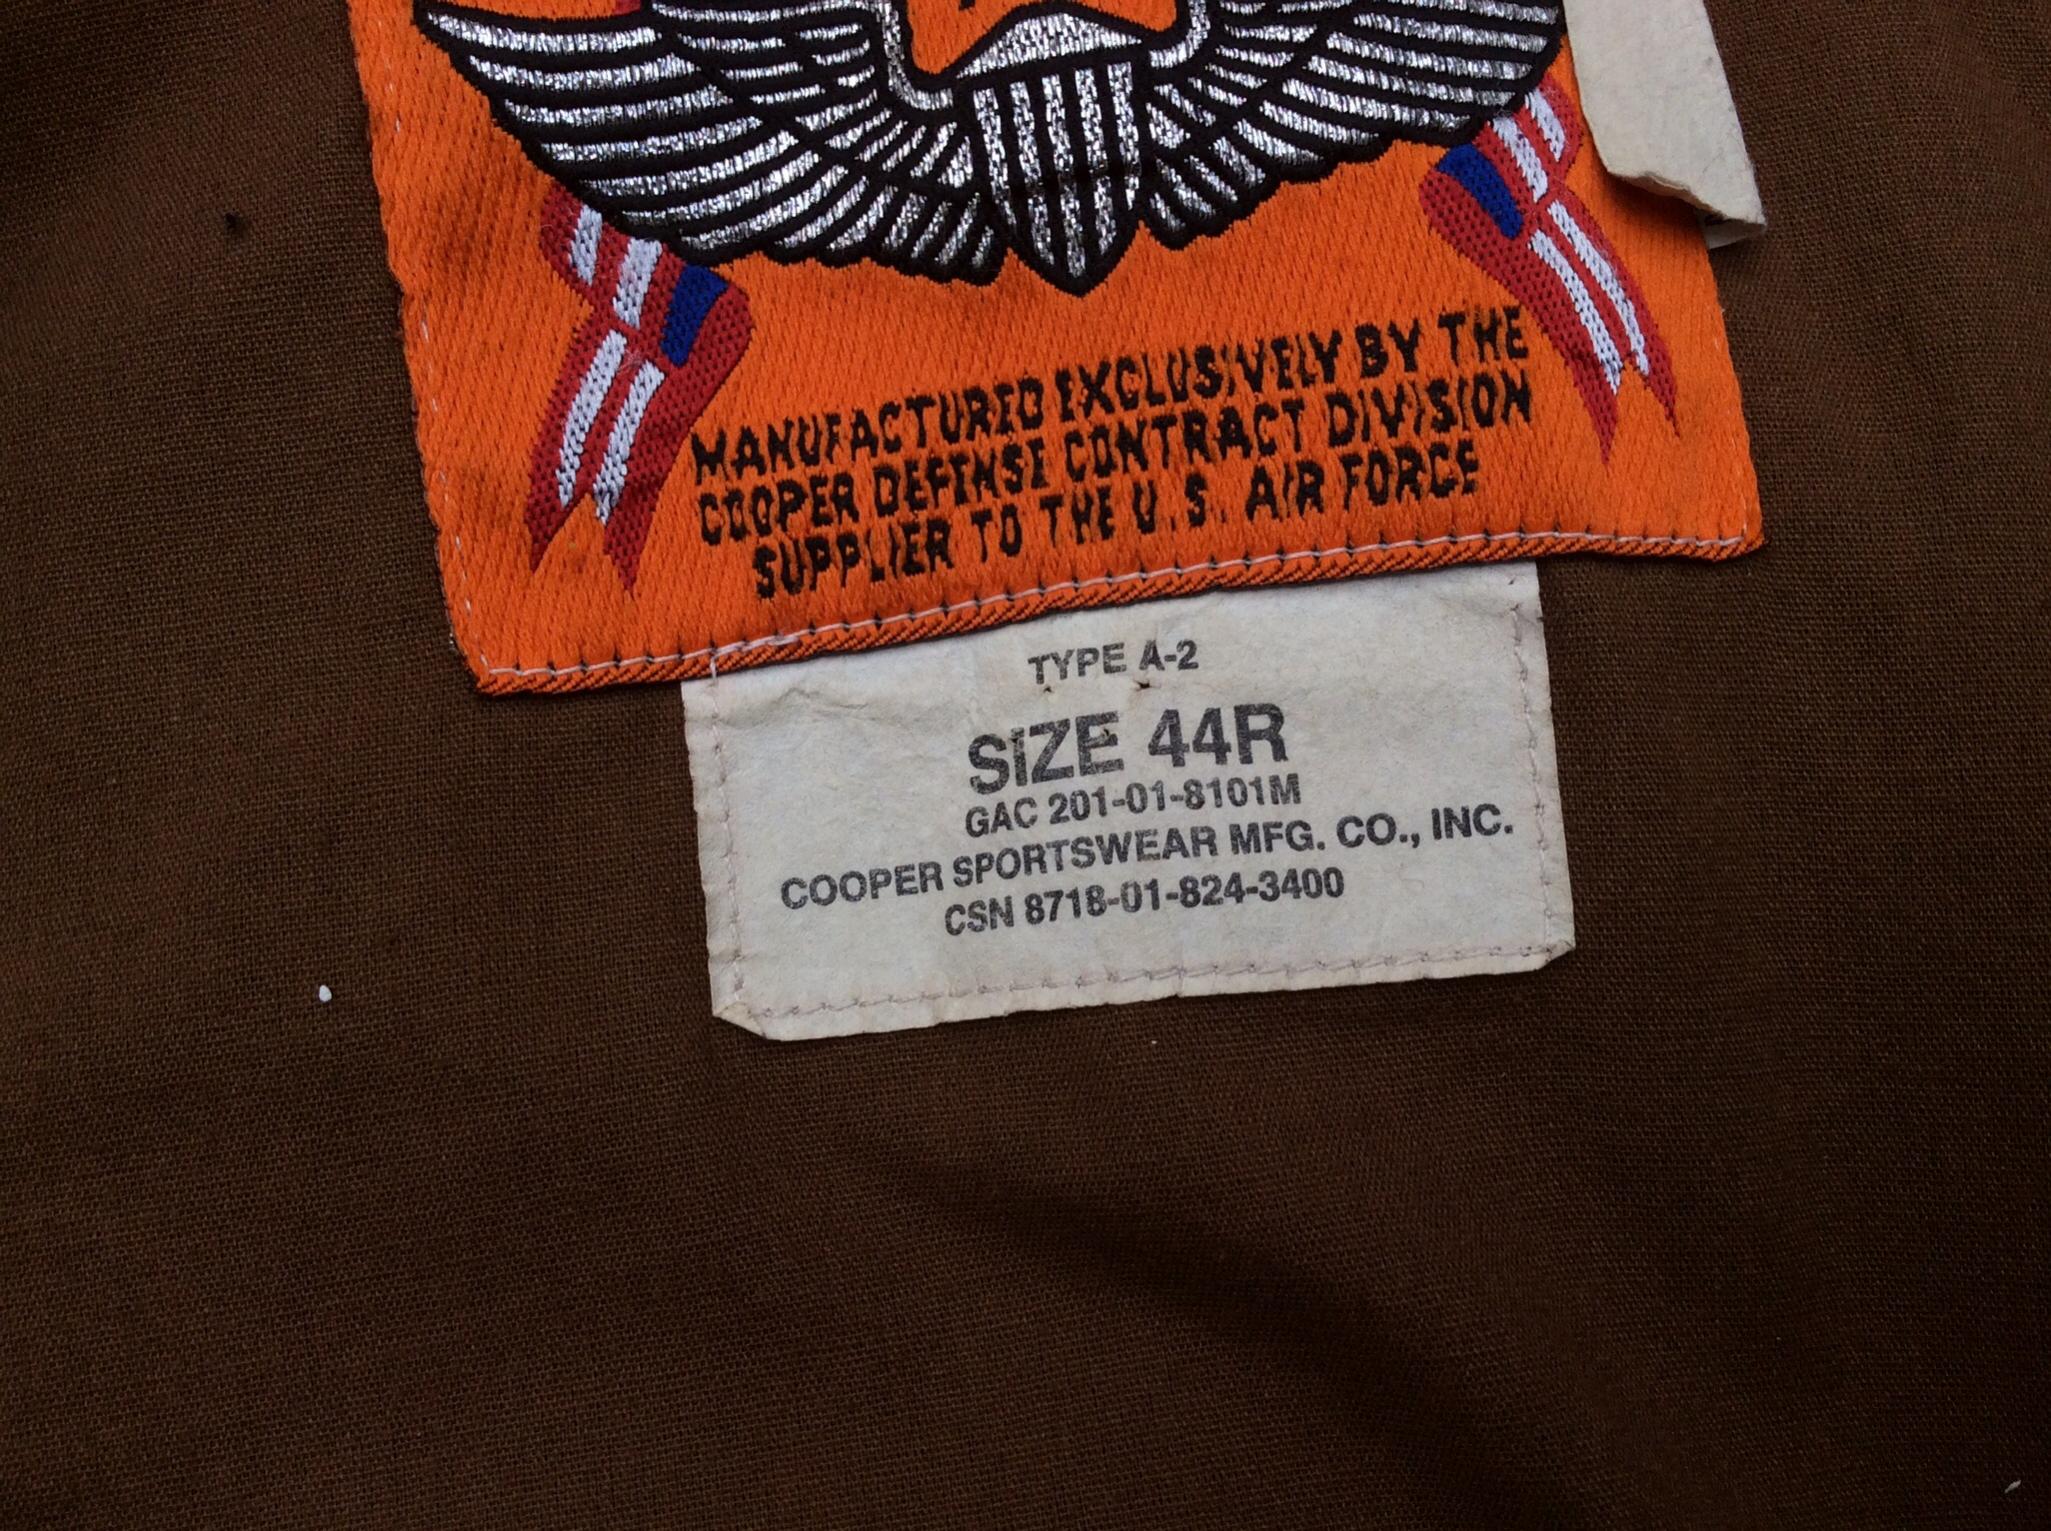 MANUFACTURED EXCLUSIVELY BY THE
COOPER DEFENSE CONTRACT DIVISION
SUPPLIER TO THE U.S. AIR FORCE
TYPE A-2
SIZE 44R
GAC 201-01-8101M
COOPER SPORTSWEAR MFG. CO., INC.
CSN 8718-01-824-3400